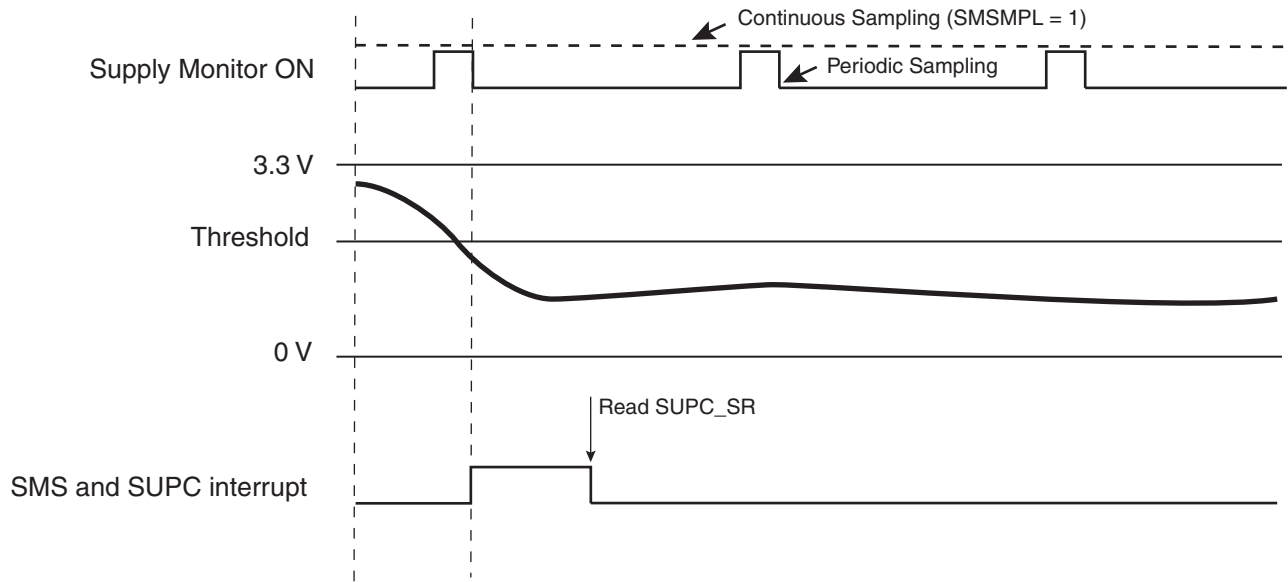 Continuous Sampling (SMSMPL = 1)
Supply Monitor ON
Periodic Sampling
3.3 V
Threshold
0 V
Read SUPC_SR
SMS and SUPC interrupt